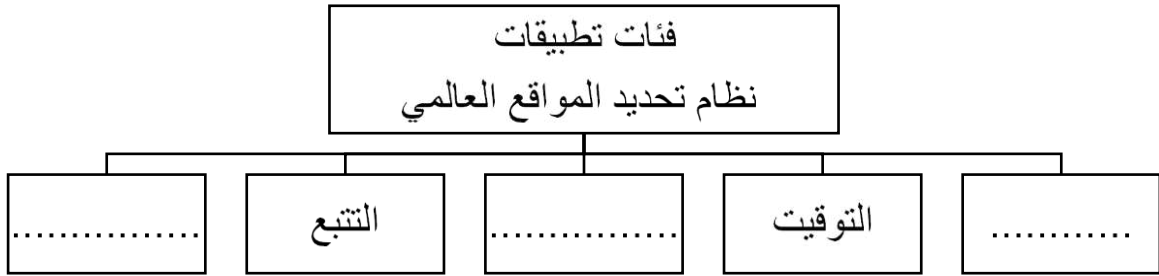 فئات تطبيقات
نظام تحديد المواقع العالمي
............
التوقيت
................
التتبع
................